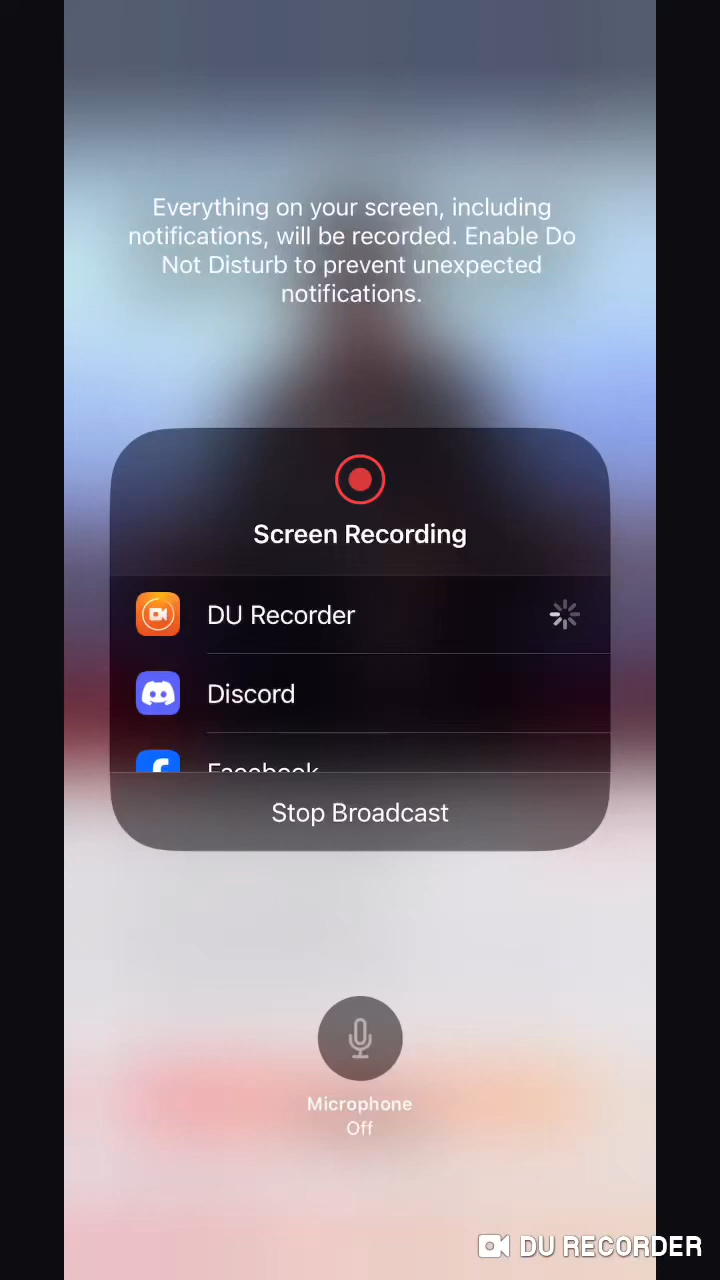 Everything on your screen, including
notifications, will be recorded. Enable Do
Not Disturb to prevent unexpected
notifications.
Screen Recording
DU Recorder
Discord
Facebook
Stop Broadcast
Microphone
Off
DU RECORDER